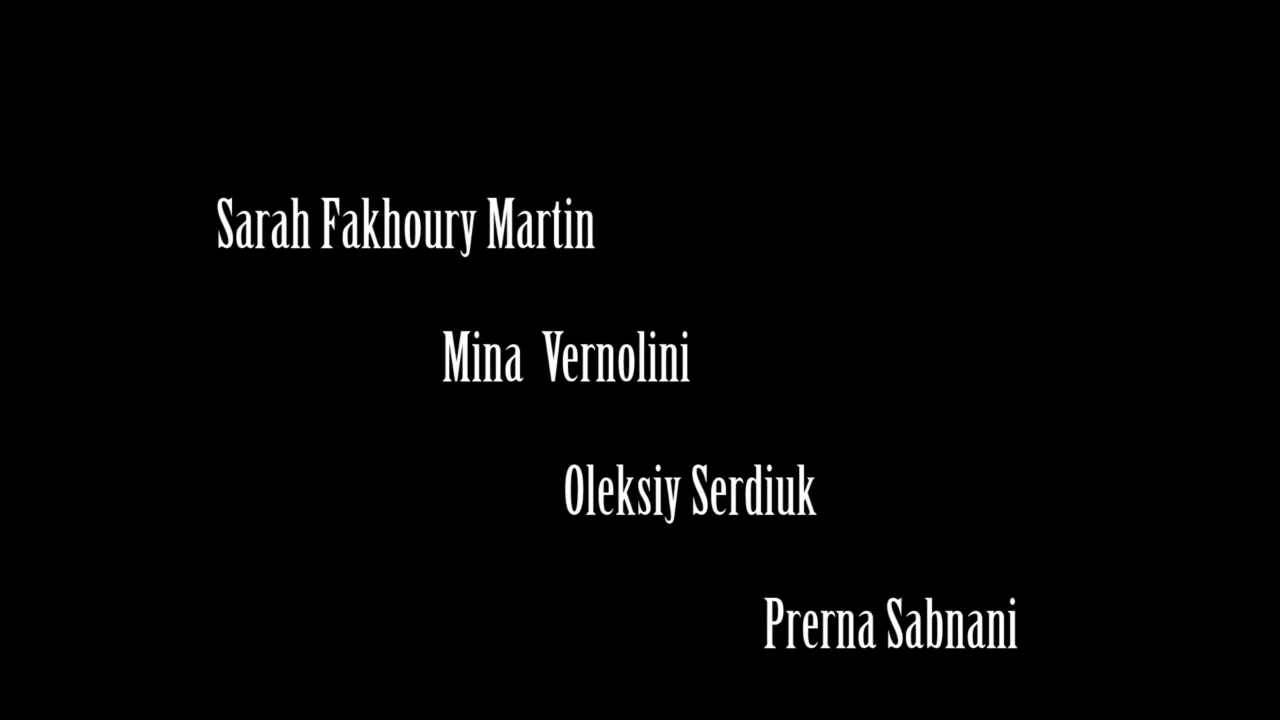 Sarah Fakhoury Martin
Mina  Vernolini
Oleksiy Serdiuk
Prerna Sabnani